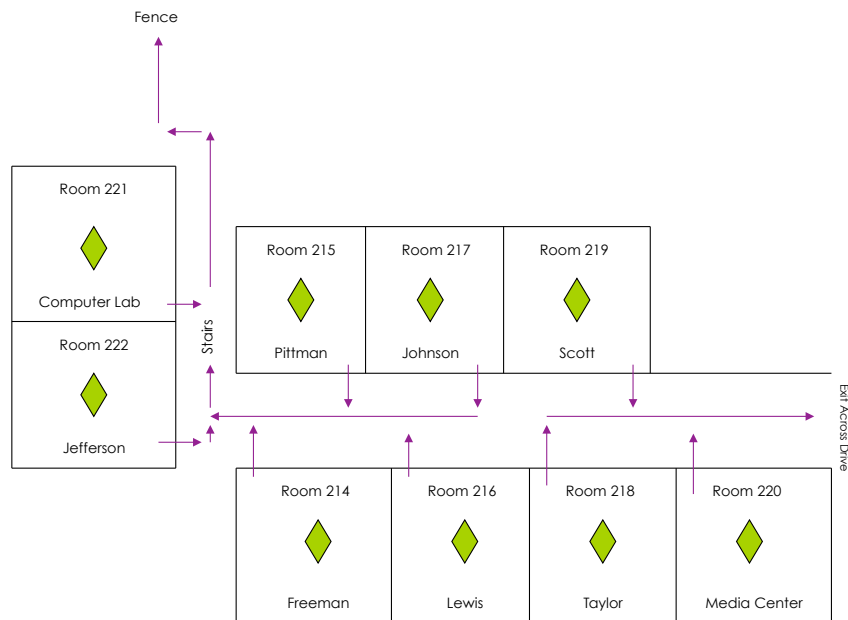 Fence
Room 221
Computer Lab
Room 222
Jefferson
Stairs
Room 215
Pittman
Room 217
Johnson
Room 219
Scott
Exit Across Drive
Room 214
Freeman
Room 216
Lewis
Room 218
Taylor
Room 220
Media Center